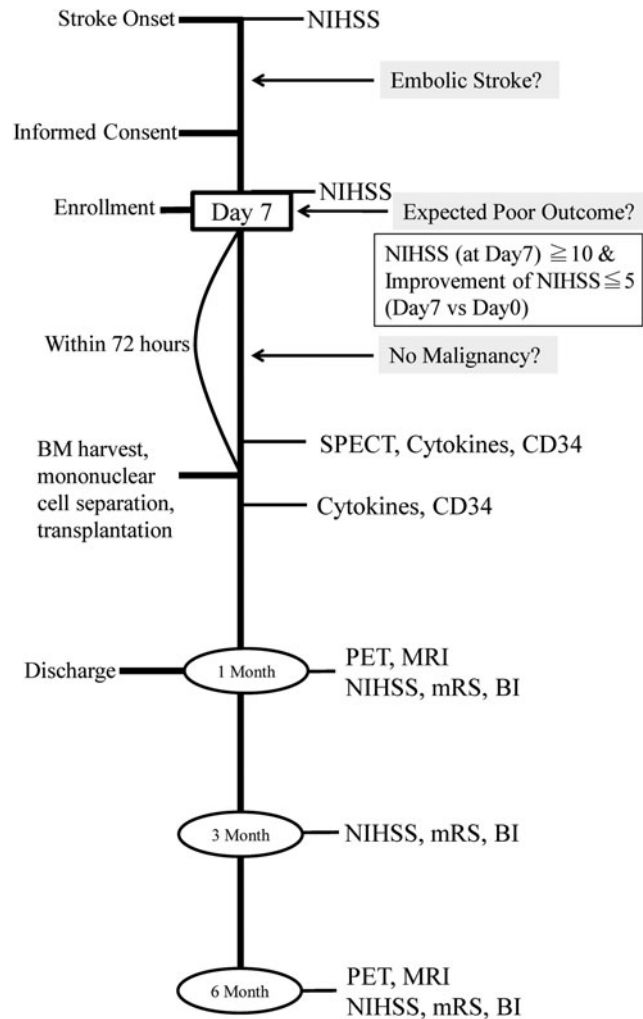 Stroke Onset
NIHSS
Embolic Stroke?
Informed Consent
NIHSS
Enrollment
Day 7
Expected Poor Outcome?
NIHSS (at Day7) ≧10 &
Improvement of NIHSS≦5
(Day7 vs Day0)
Within 72 hours
No Malignancy?
SPECT, Cytokines, CD34
BM harvest,
mononuclear
cell separation,
transplantation
Cytokines, CD34
Discharge
1 Month
PET, MRI
NIHSS, mRS, BI
3 Month
NIHSS, mRS, BI
6 Month
PET, MRI
NIHSS, mRS, BI